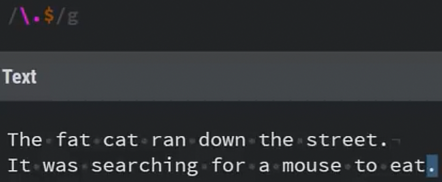 /\.$/g
Text
The fat cat ran down the street.
It was searching for a mouse to eat.